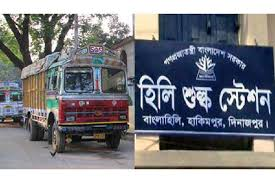 গণপ্রজাতন্ত্রী বাংলাদেশ সরকার
হিলি শুল্ক স্টেশন
বাংলাহিলি, হাকিমপুর, দিনাজপুর।